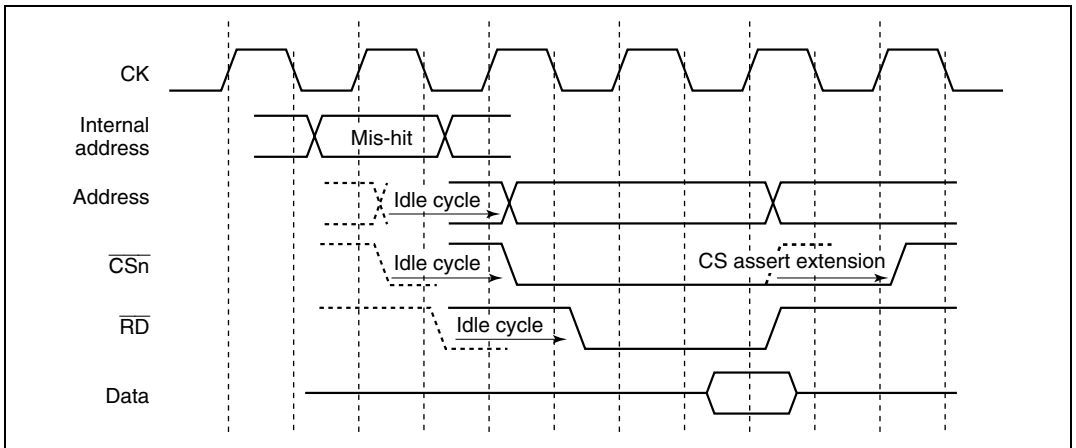 CK
Internal
address
Mis-hit
Address
Idle cycle
CSn
Idle cycle
CS assert extension
RD
Idle cycle
Data